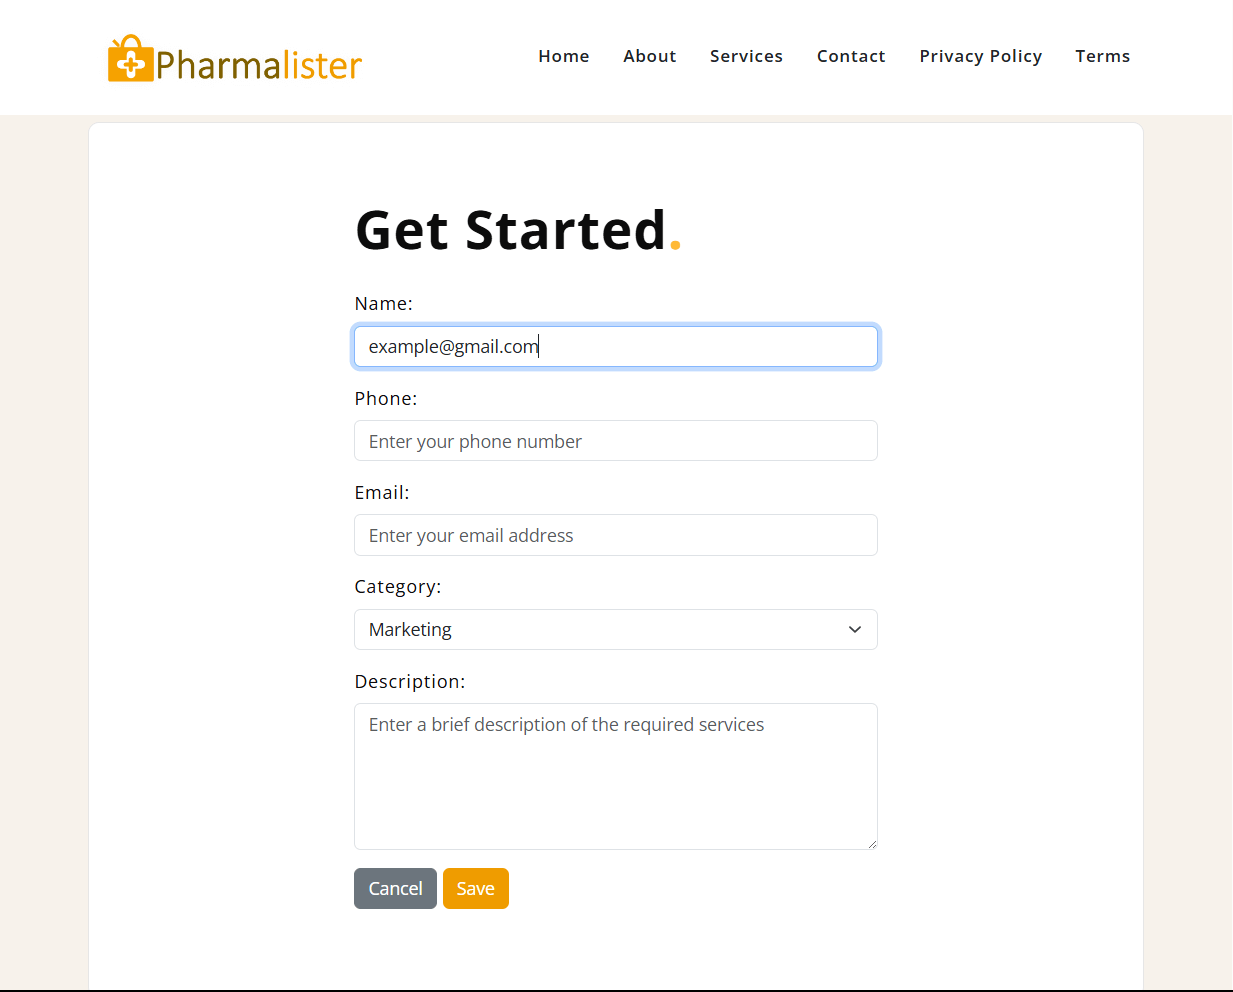 Pharmalister
Home About Services Contact Privacy Policy Terms
Get Started.
Name:
example@gmail.com
Phone:
Enter your phone number
Email:
Enter your email address
Category:
Marketing
Description:
Enter a brief description of the required services
Cancel Save